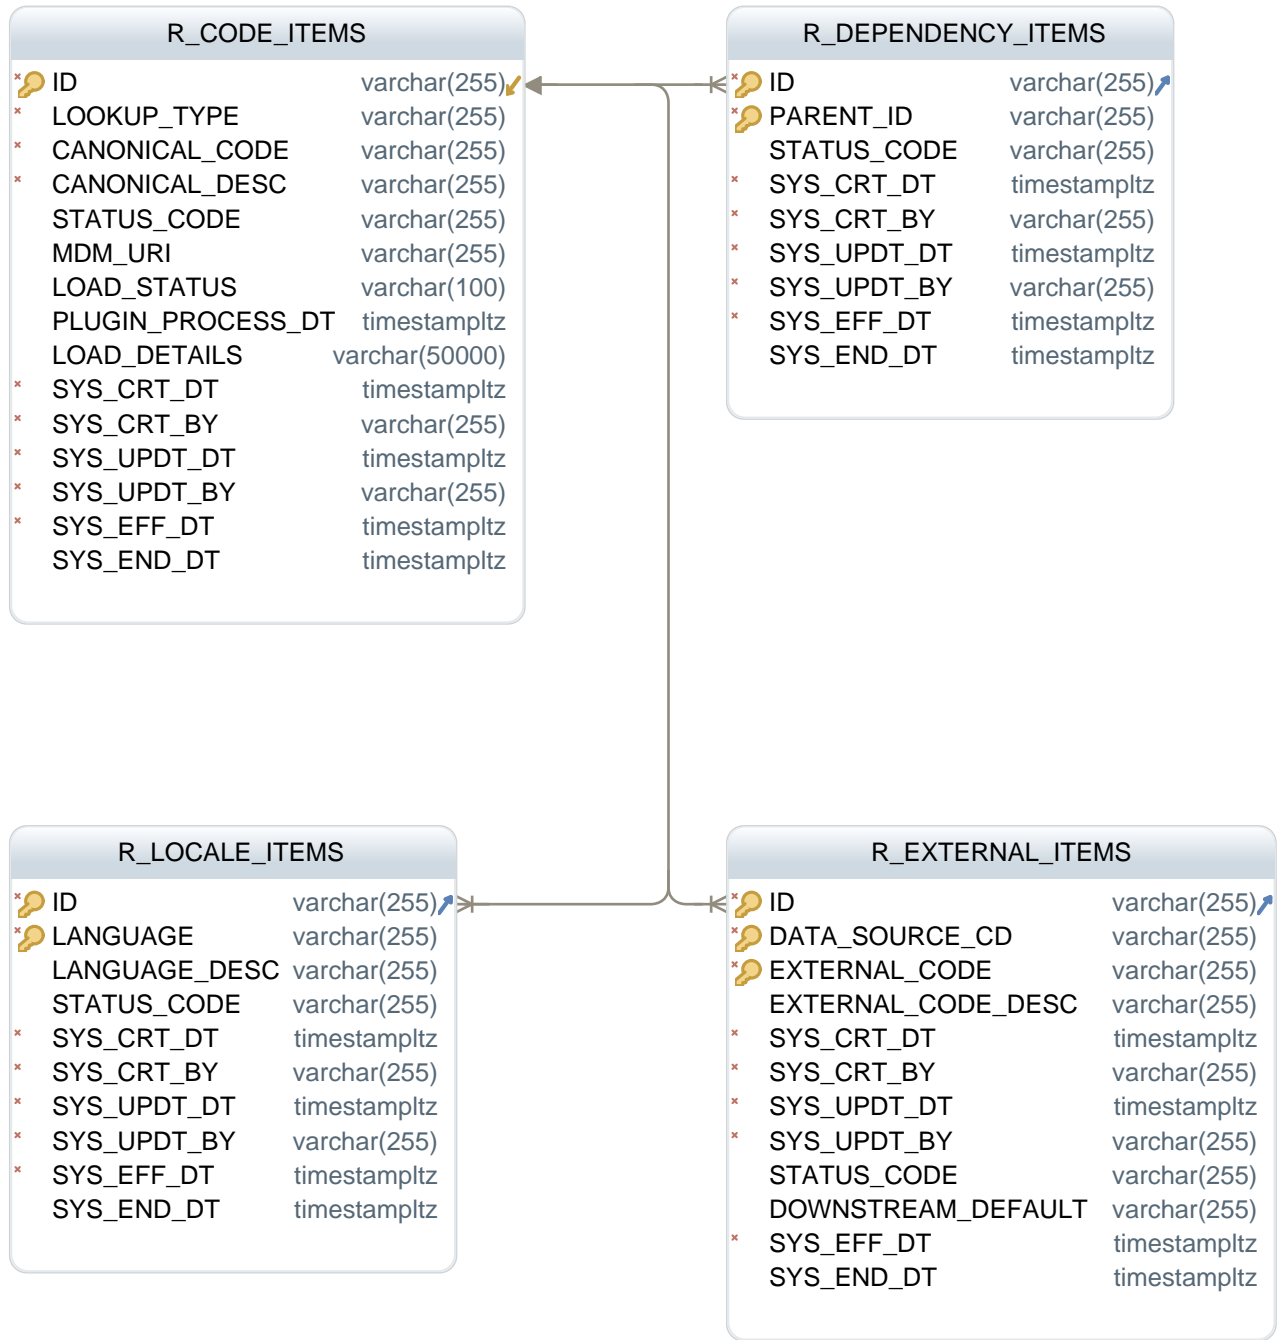 R_CODE_ITEMS
ID varchar(255)
LOOKUP_TYPE varchar(255)
CANONICAL_CODE varchar(255)
CANONICAL_DESC varchar(255)
STATUS_CODE varchar(255)
MDM_URI varchar(255)
LOAD_STATUS varchar(100)
PLUGIN_PROCESS_DT timestampltz
LOAD_DETAILS varchar(50000)
SYS_CRT_DT timestampltz
SYS_CRT_BY varchar(255)
SYS_UPDT_DT timestampltz
SYS_UPDT_BY varchar(255)
SYS_EFF_DT timestampltz
SYS_END_DT timestampltz
R_DEPENDENCY_ITEMS
ID varchar(255)
PARENT_ID varchar(255)
STATUS_CODE varchar(255)
SYS_CRT_DT timestampltz
SYS_CRT_BY varchar(255)
SYS_UPDT_DT timestampltz
SYS_UPDT_BY varchar(255)
SYS_EFF_DT timestampltz
SYS_END_DT timestampltz
R_LOCALE_ITEMS
ID varchar(255)
LANGUAGE varchar(255)
LANGUAGE_DESC varchar(255)
STATUS_CODE varchar(255)
SYS_CRT_DT timestampltz
SYS_CRT_BY varchar(255)
SYS_UPDT_DT timestampltz
SYS_UPDT_BY varchar(255)
SYS_EFF_DT timestampltz
SYS_END_DT timestampltz
R_EXTERNAL_ITEMS
ID varchar(255)
DATA_SOURCE_CD varchar(255)
EXTERNAL_CODE varchar(255)
EXTERNAL_CODE_DESC varchar(255)
SYS_CRT_DT timestampltz
SYS_CRT_BY varchar(255)
SYS_UPDT_DT timestampltz
SYS_UPDT_BY varchar(255)
STATUS_CODE varchar(255)
DOWNSTREAM_DEFAULT varchar(255)
SYS_EFF_DT timestampltz
SYS_END_DT timestampltz